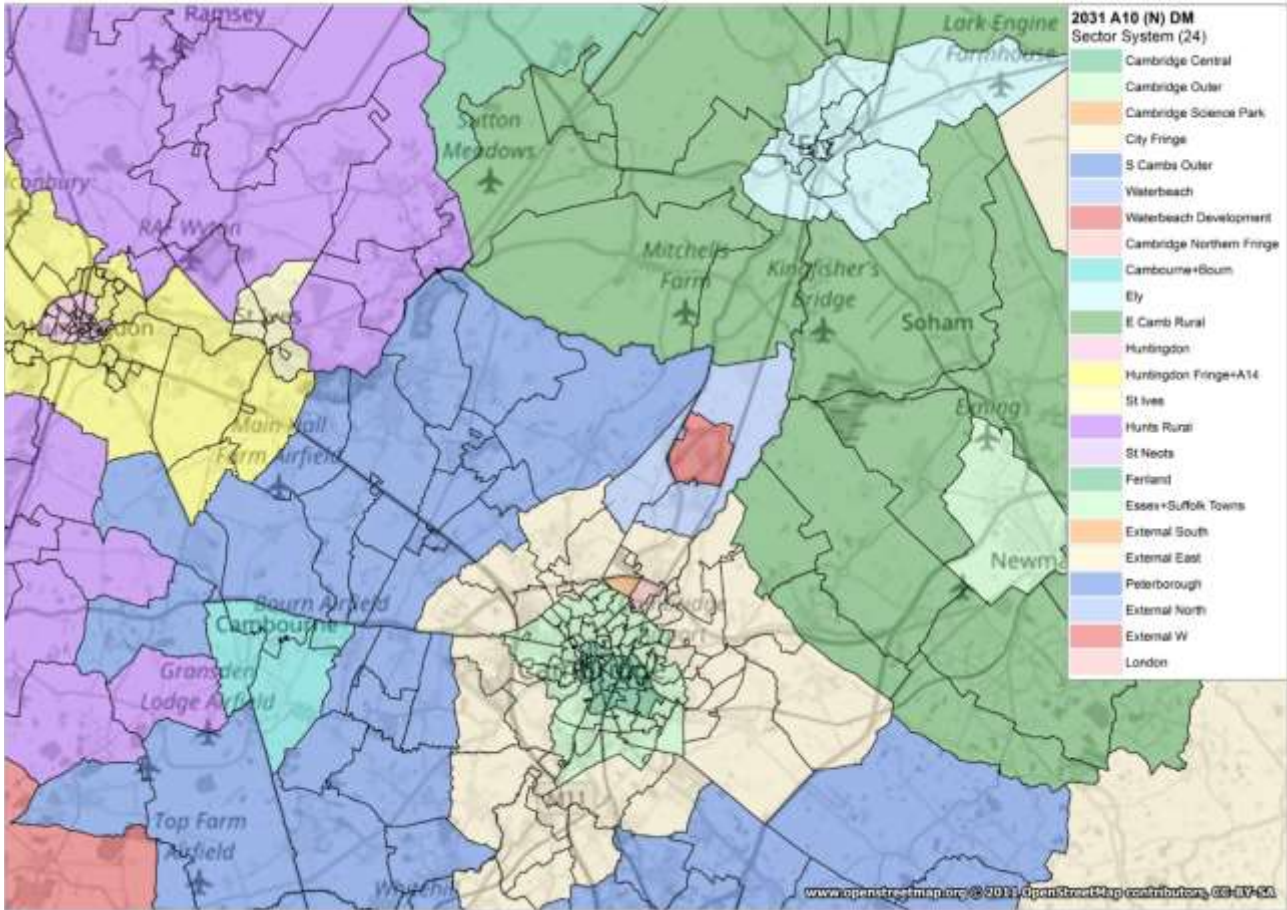 Ramsey
Lark Engine
Farmhouse
2031 A10 (N) DM
Sector System (24)
Cambridge Central
Cambridge Outer
Cambridge Science Park
City Fringe
S Cambs Outer
Waterbeach
Waterbeach Development
Cambridge Northern Fringe
Cambourne+Bourn
Ely
E Camb Rural
Huntingdon
Huntingdon Fringe+A14
St Ives
Hunts Rural
St Neots
Fenland
Essex+Suffolk Towns
External South
External East
Peterborough
External North
External W
London
Sutton
Meadows
RAF Wyton
Mitchells
Farm
Kingfisher's
Bridge
Soham
Main Hall
Farm Airfield
Bourn Airfield
Cambourne
Gransden
Lodge Airfield
Top Farm
Airfield
www.openstreetmap.org © 2011 OpenStreetMap contributors, CC-BY-SA